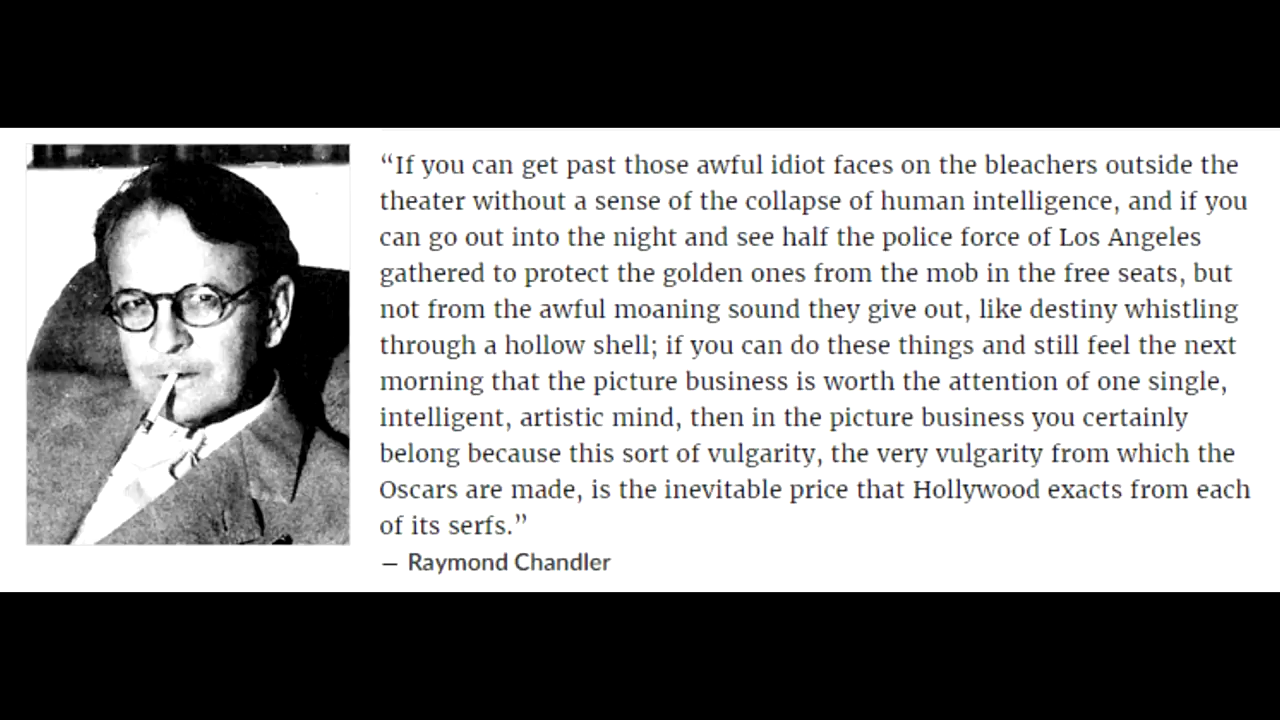 “If you can get past those awful idiot faces on the bleachers outside the
theater without a sense of the collapse of human intelligence, and if you
can go out into the night and see half the police force of Los Angeles
gathered to protect the golden ones from the mob in the free seats, but
not from the awful moaning sound they give out, like destiny whistling
through a hollow shell; if you can do these things and still feel the next
morning that the picture business is worth the attention of one single,
intelligent, artistic mind, then in the picture business you certainly
belong because this sort of vulgarity, the very vulgarity from which the
Oscars are made, is the inevitable price that Hollywood exacts from each
of its serfs.”
— Raymond Chandler